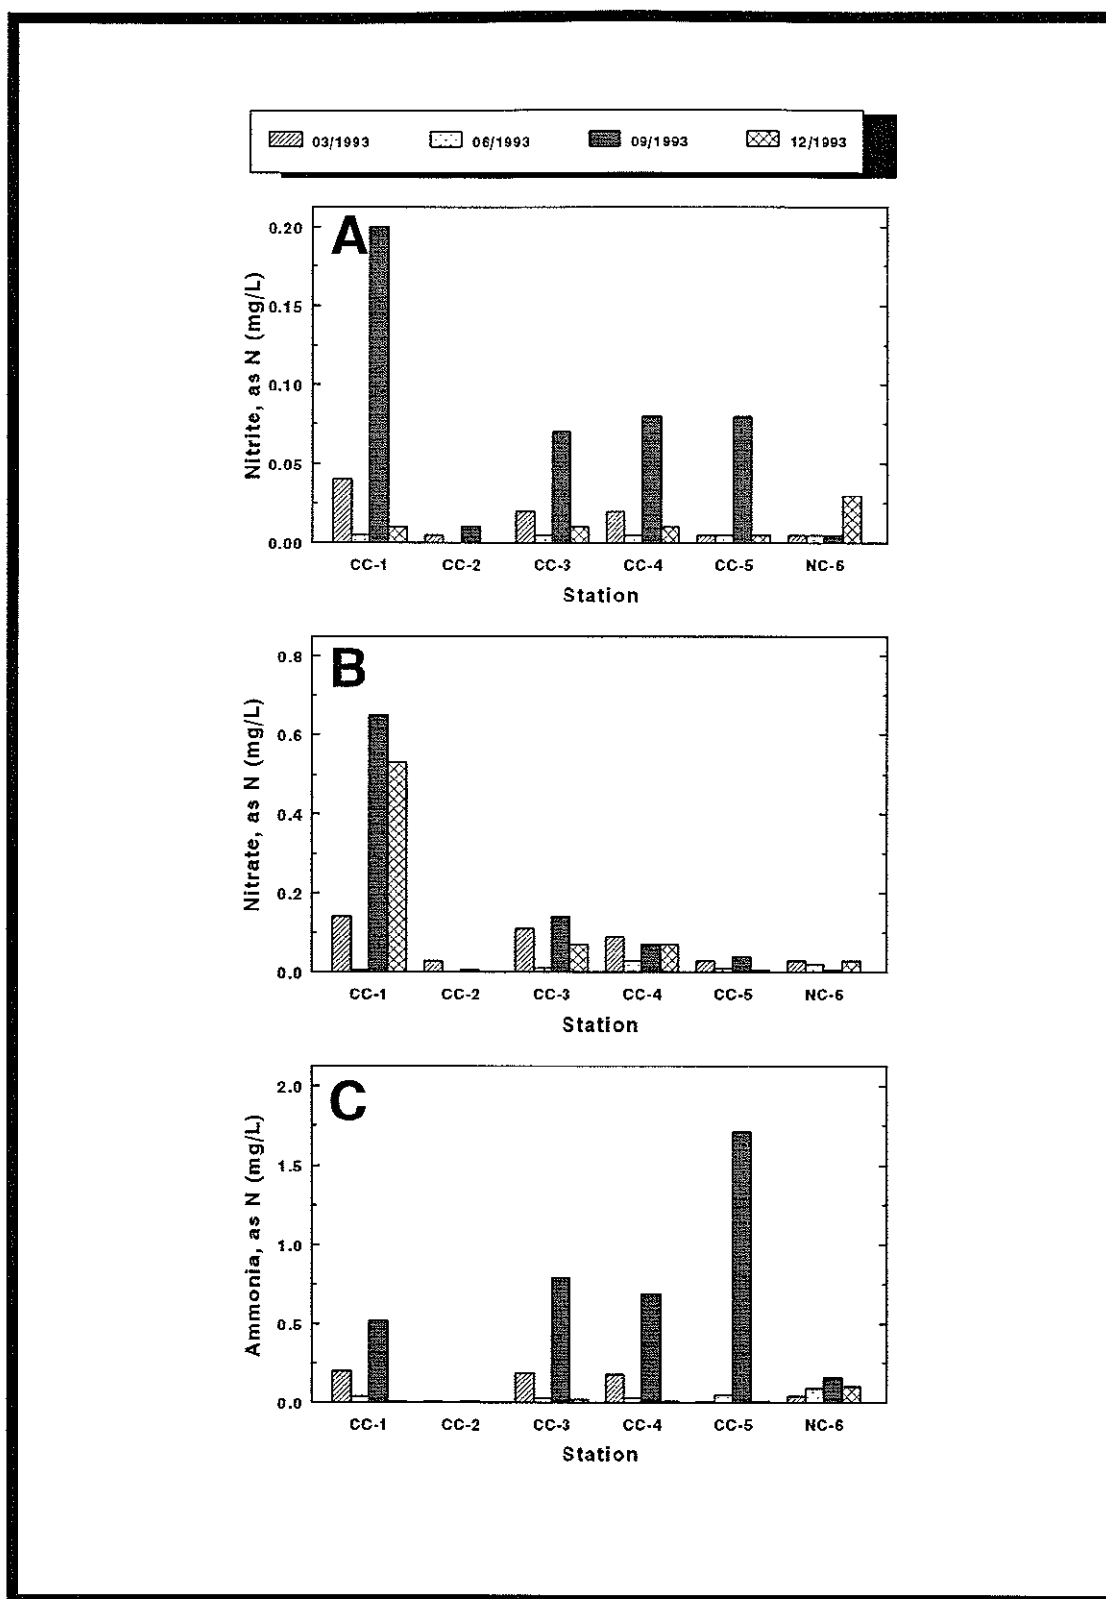 03/1993 06/1993 09/1993 12/1993
A
Nitrite, as N (mg/L)
0.20
0.15
0.10
0.05
0.00
CC-1 CC-2 CC-3 CC-4 CC-5 NC-6
Station
B
Nitrate, as N (mg/L)
0.8
0.6
0.4
0.2
0.0
CC-1 CC-2 CC-3 CC-4 CC-5 NC-6
Station
C
Ammonia, as N (mg/L)
2.0
1.5
1.0
0.5
0.0
CC-1 CC-2 CC-3 CC-4 CC-5 NC-6
Station